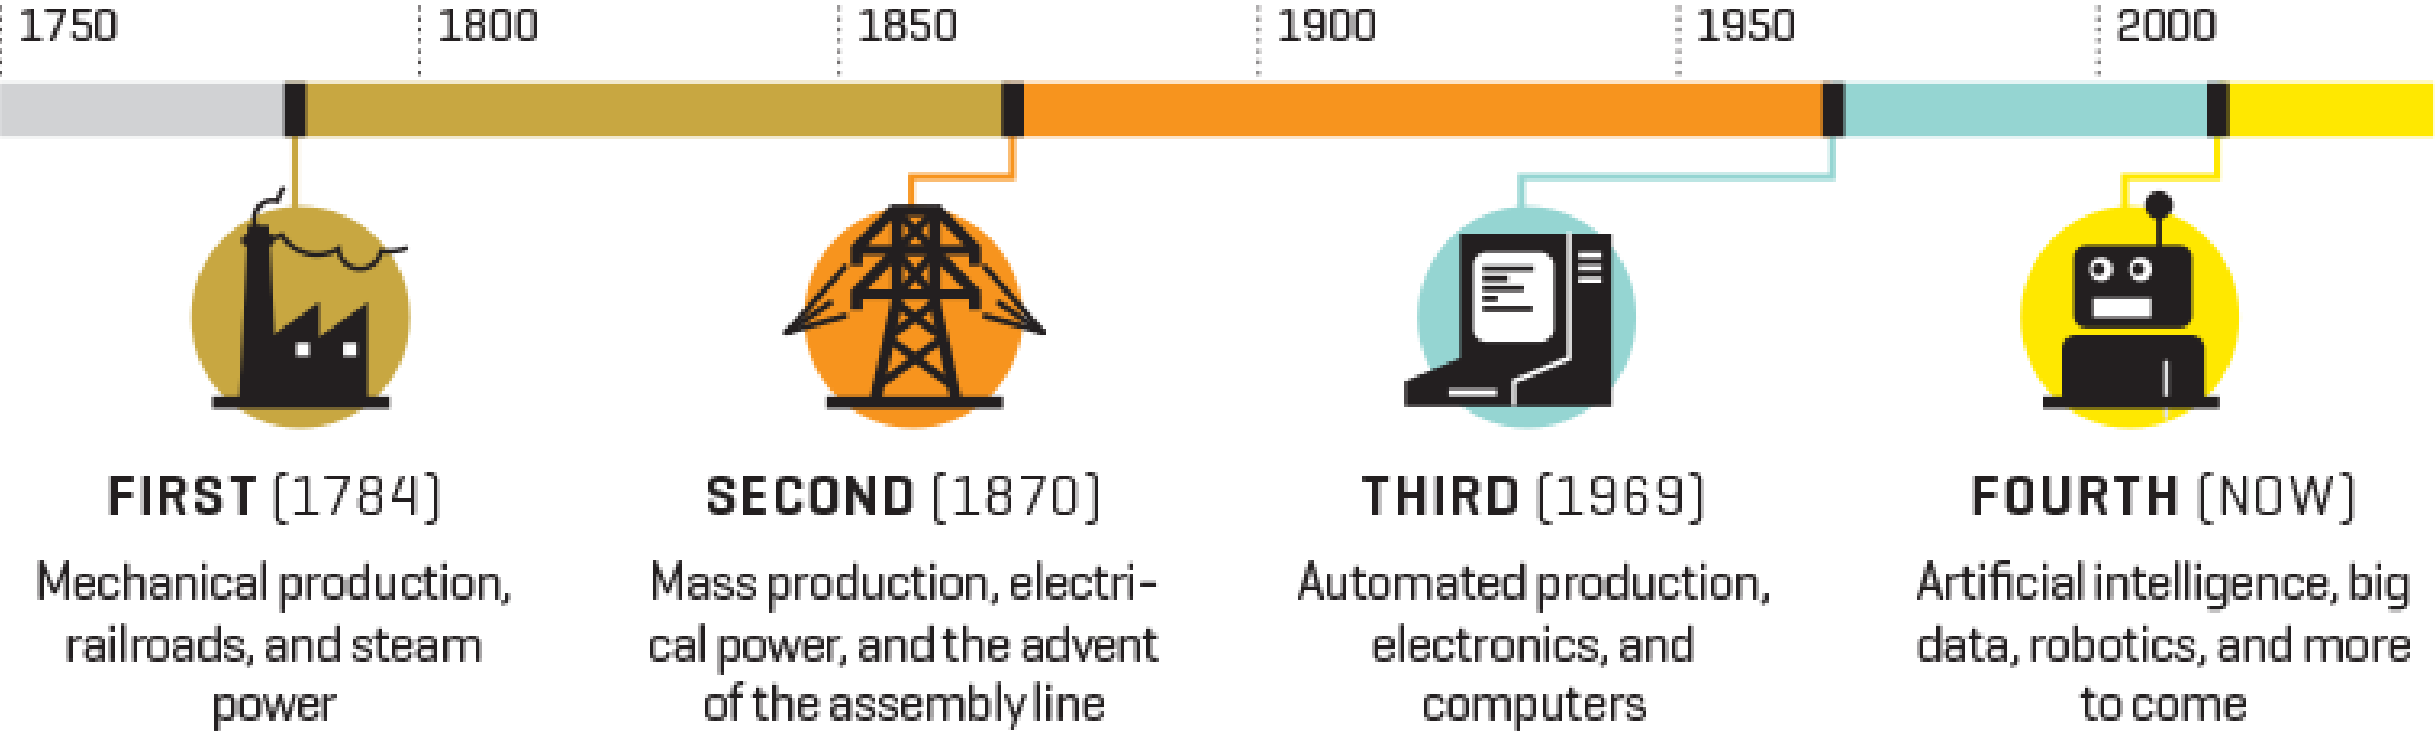 1750 1800 1850 1900 1950 2000
FIRST (1784)
Mechanical production,
railroads, and steam
power
SECOND (1870)
Mass production, electri-
cal power, and the advent
of the assembly line
THIRD (1969)
Automated production,
electronics, and
computers
FOURTH (NOW)
Artificial intelligence, big
data, robotics, and more
to come